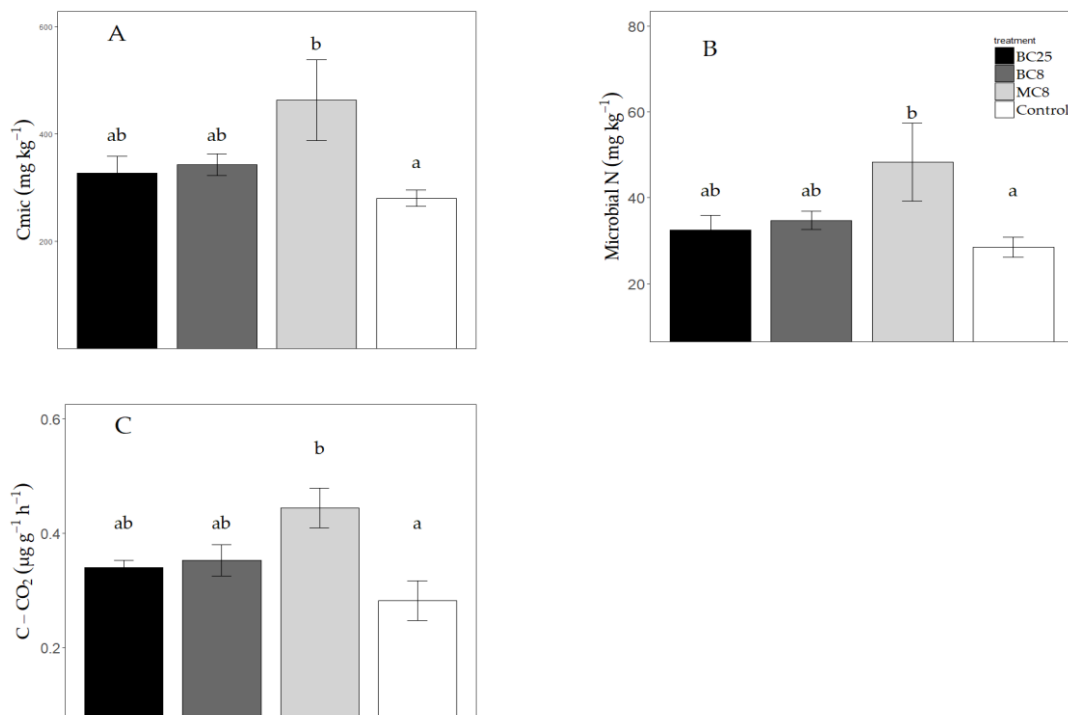 A
600
400
200
Cmic (mg kg⁻¹)
ab
ab
b
a
B
80
60
40
20
Microbial N (mg kg⁻¹)
ab
ab
b
a
treatment
BC25
BC8
MC8
Control
C
0.6
0.4
0.2
C – CO₂ (µg g⁻¹ h⁻¹)
ab
ab
b
a